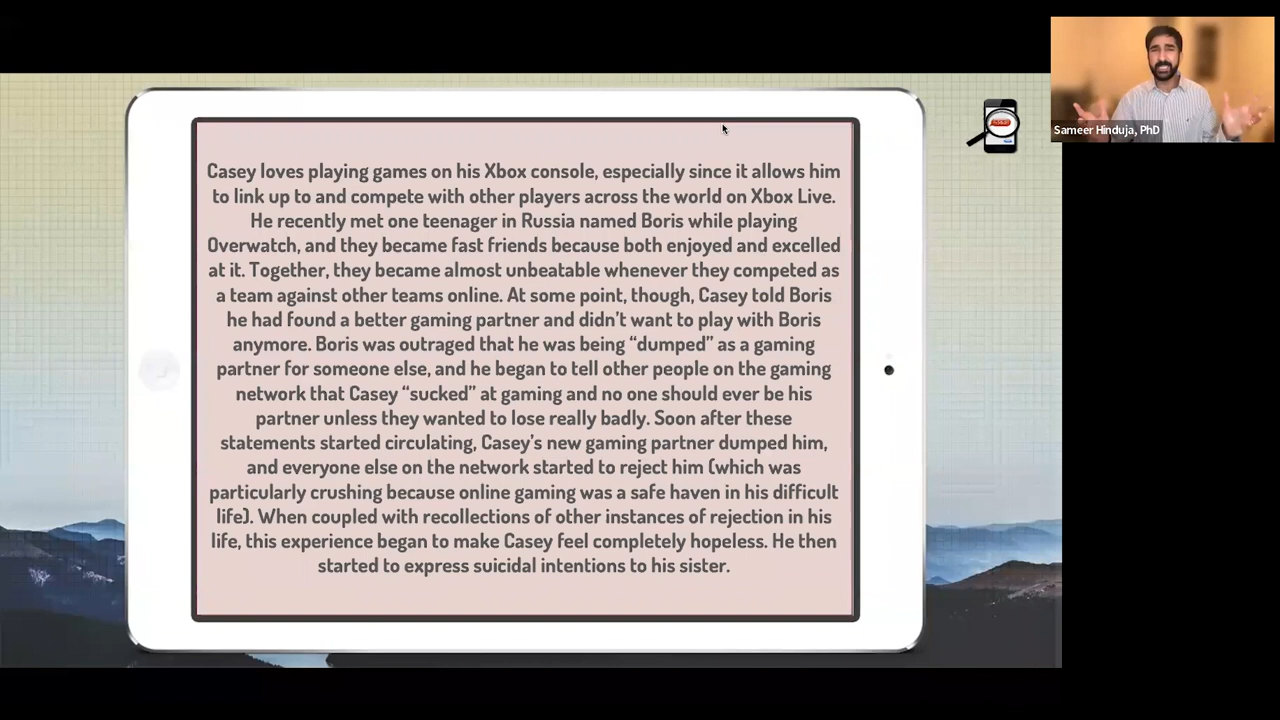 Casey loves playing games on his Xbox console, especially since it allows him
to link up to and compete with other players across the world on Xbox Live.
He recently met one teenager in Russia named Boris while playing
Overwatch, and they became fast friends because both enjoyed and excelled
at it. Together, they became almost unbeatable whenever they competed as
a team against other teams online. At some point, though, Casey told Boris
he had found a better gaming partner and didn’t want to play with Boris
anymore. Boris was outraged that he was being “dumped” as a gaming
partner for someone else, and he began to tell other people on the gaming
network that Casey “sucked” at gaming and no one should ever be his
partner unless they wanted to lose really badly. Soon after these
statements started circulating, Casey’s new gaming partner dumped him,
and everyone else on the network started to reject him (which was
particularly crushing because online gaming was a safe haven in his difficult
life). When coupled with recollections of other instances of rejection in his
life, this experience began to make Casey feel completely hopeless. He then
started to express suicidal intentions to his sister.
Sameer Hinduja, PhD